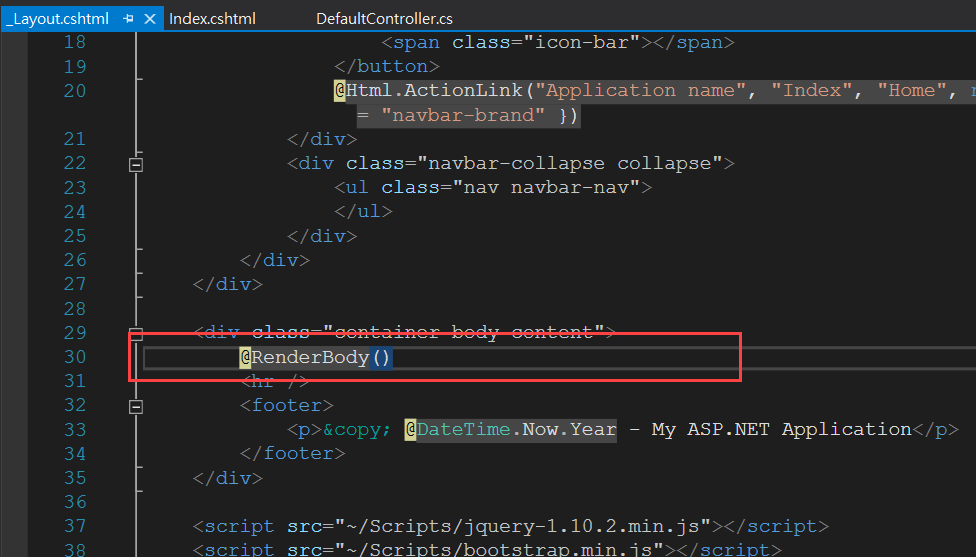 _Layout.cshtml Index.cshtml DefaultController.cs
18 <span class="icon-bar"></span>
19 </button>
20 @Html.ActionLink("Application name", "Index", "Home",
= "navbar-brand" })
21 </div>
22 <div class="navbar-collapse collapse">
23 <ul class="nav navbar-nav">
24 </ul>
25 </div>
26 </div>
27 </div>
28
29 <div class="container body-content">
30 @RenderBody()
31 <hr />
32 <footer>
33 <p>&copy; @DateTime.Now.Year - My ASP.NET Application</p>
34 </footer>
35 </div>
36
37 <script src="~/Scripts/jquery-1.10.2.min.js"></script>
38 <script src="~/Scripts/bootstrap.min.js"></script>